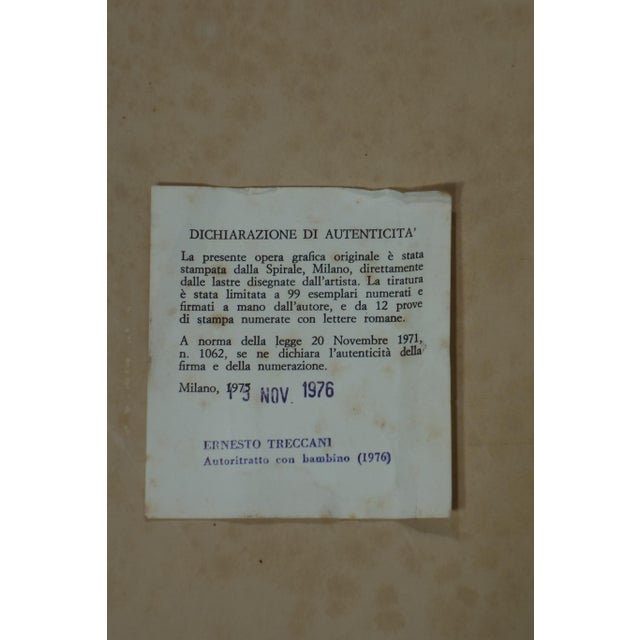 DICHIARAZIONE DI AUTENTICITA'
La presente opera grafica originale è stata
stampata dalla Spirale, Milano, direttamente
dalle lastre disegnate dall'artista. La tiratura
è stata limitata a 99 esemplari numerati e
firmati a mano dall'autore, e da 12 prove
di stampa numerate con lettere romane.
A norma della legge 20 Novembre 1971,
n. 1062, se ne dichiara l'autenticità della
firma e della numerazione.
Milano, 1975 NOV. 1976
ERNESTO TRECCANI
Autoritratto con bambino (1976)